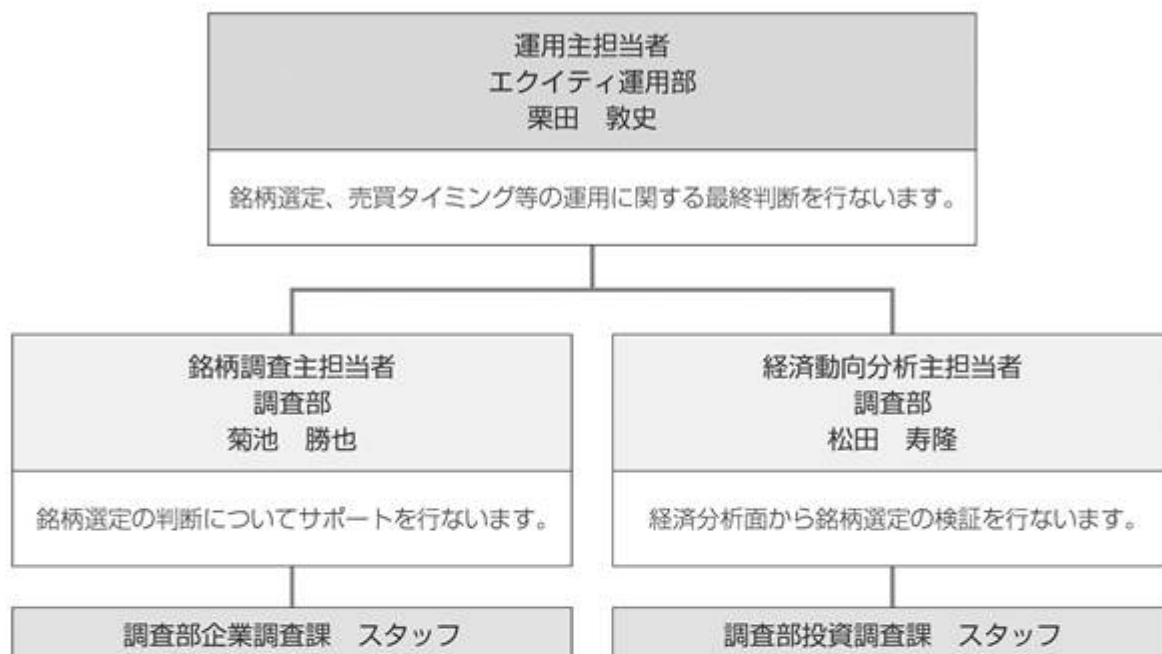 運用主担当者
エクイティ運用部
栗田　敦史
銘柄選定、売買タイミング等の運用に関する最終判断を行ないます。
銘柄調査主担当者
調査部
菊池　勝也
銘柄選定の判断についてサポートを行ないます。
経済動向分析主担当者
調査部
松田　寿隆
経済分析面から銘柄選定の検証を行ないます。
調査部企業調査課　スタッフ
調査部投資調査課　スタッフ